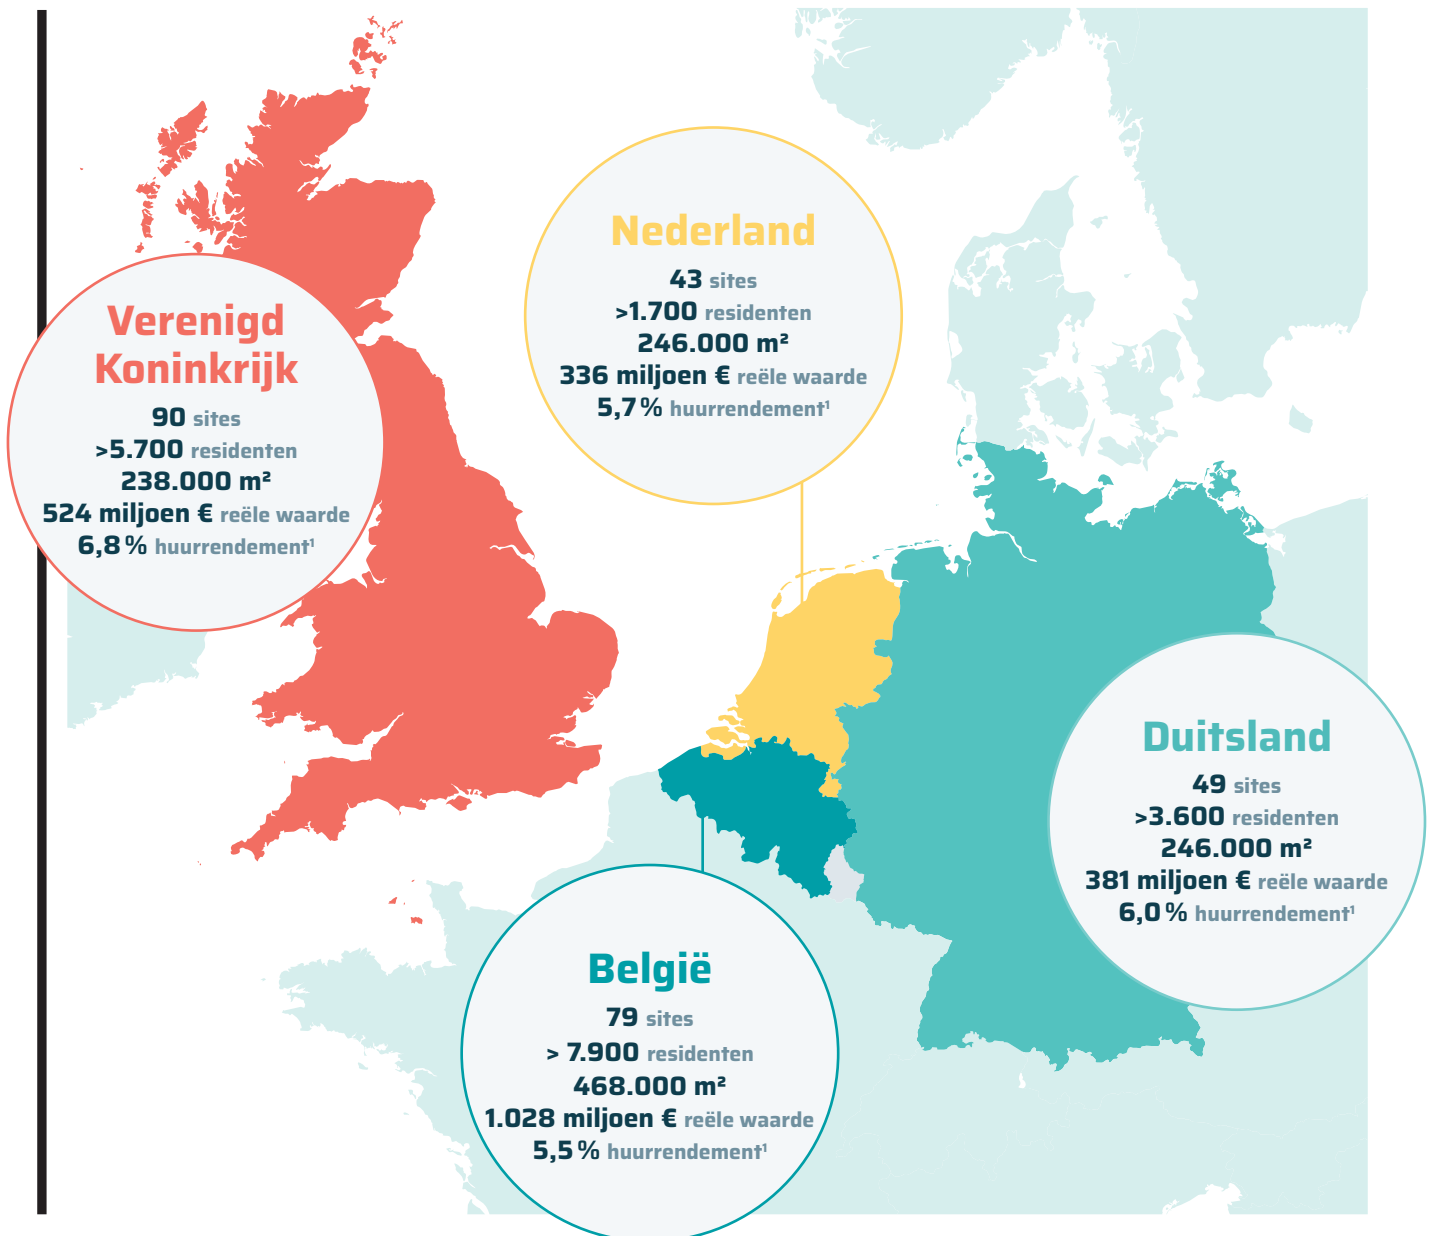 Verenigd
Koninkrijk
90 sites
>5.700 residenten
238.000 m²
524 miljoen € reële waarde
6,8% huurrendement¹
Nederland
43 sites
>1.700 residenten
246.000 m²
336 miljoen € reële waarde
5,7% huurrendement¹
Duitsland
49 sites
>3.600 residenten
246.000 m²
381 miljoen € reële waarde
6,0% huurrendement¹
België
79 sites
> 7.900 residenten
468.000 m²
1.028 miljoen € reële waarde
5,5% huurrendement¹